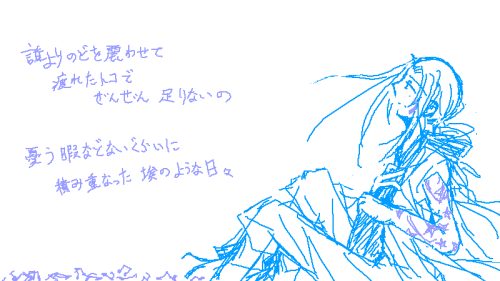 誰よりのどを震わせて
疲れたトコで
ぜんぜん 足りないの
憂う暇などないくらいに
積み重なった 埃のような日々